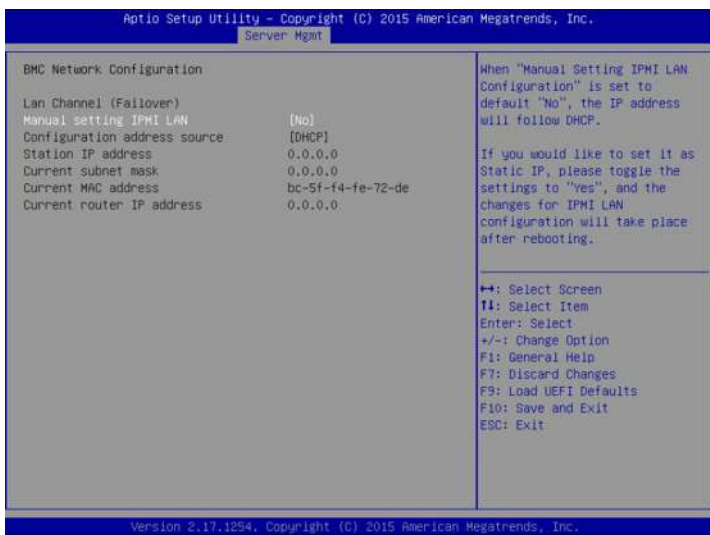 Aptio Setup Utility – Copyright (C) 2015 American Megatrends, Inc.
Server Mgmt
BMC Network Configuration
Lan Channel (Failover)
Manual setting IPMI LAN [No]
Configuration address source [DHCP]
Station IP address 0.0.0.0
Current subnet mask 0.0.0.0
Current MAC address bc-5f-f4-fe-72-de
Current router IP address 0.0.0.0
When "Manual Setting IPMI LAN
Configuration" is set to
default "No", the IP address
will follow DHCP.
If you would like to set it as
Static IP, please toggle the
settings to "Yes", and the
changes for IPMI LAN
configuration will take place
after rebooting.
↔: Select Screen
↑↓: Select Item
Enter: Select
+/-: Change Option
F1: General Help
F7: Discard Changes
F9: Load UEFI Defaults
F10: Save and Exit
ESC: Exit
Version 2.17.1254. Copyright (C) 2015 American Megatrends, Inc.